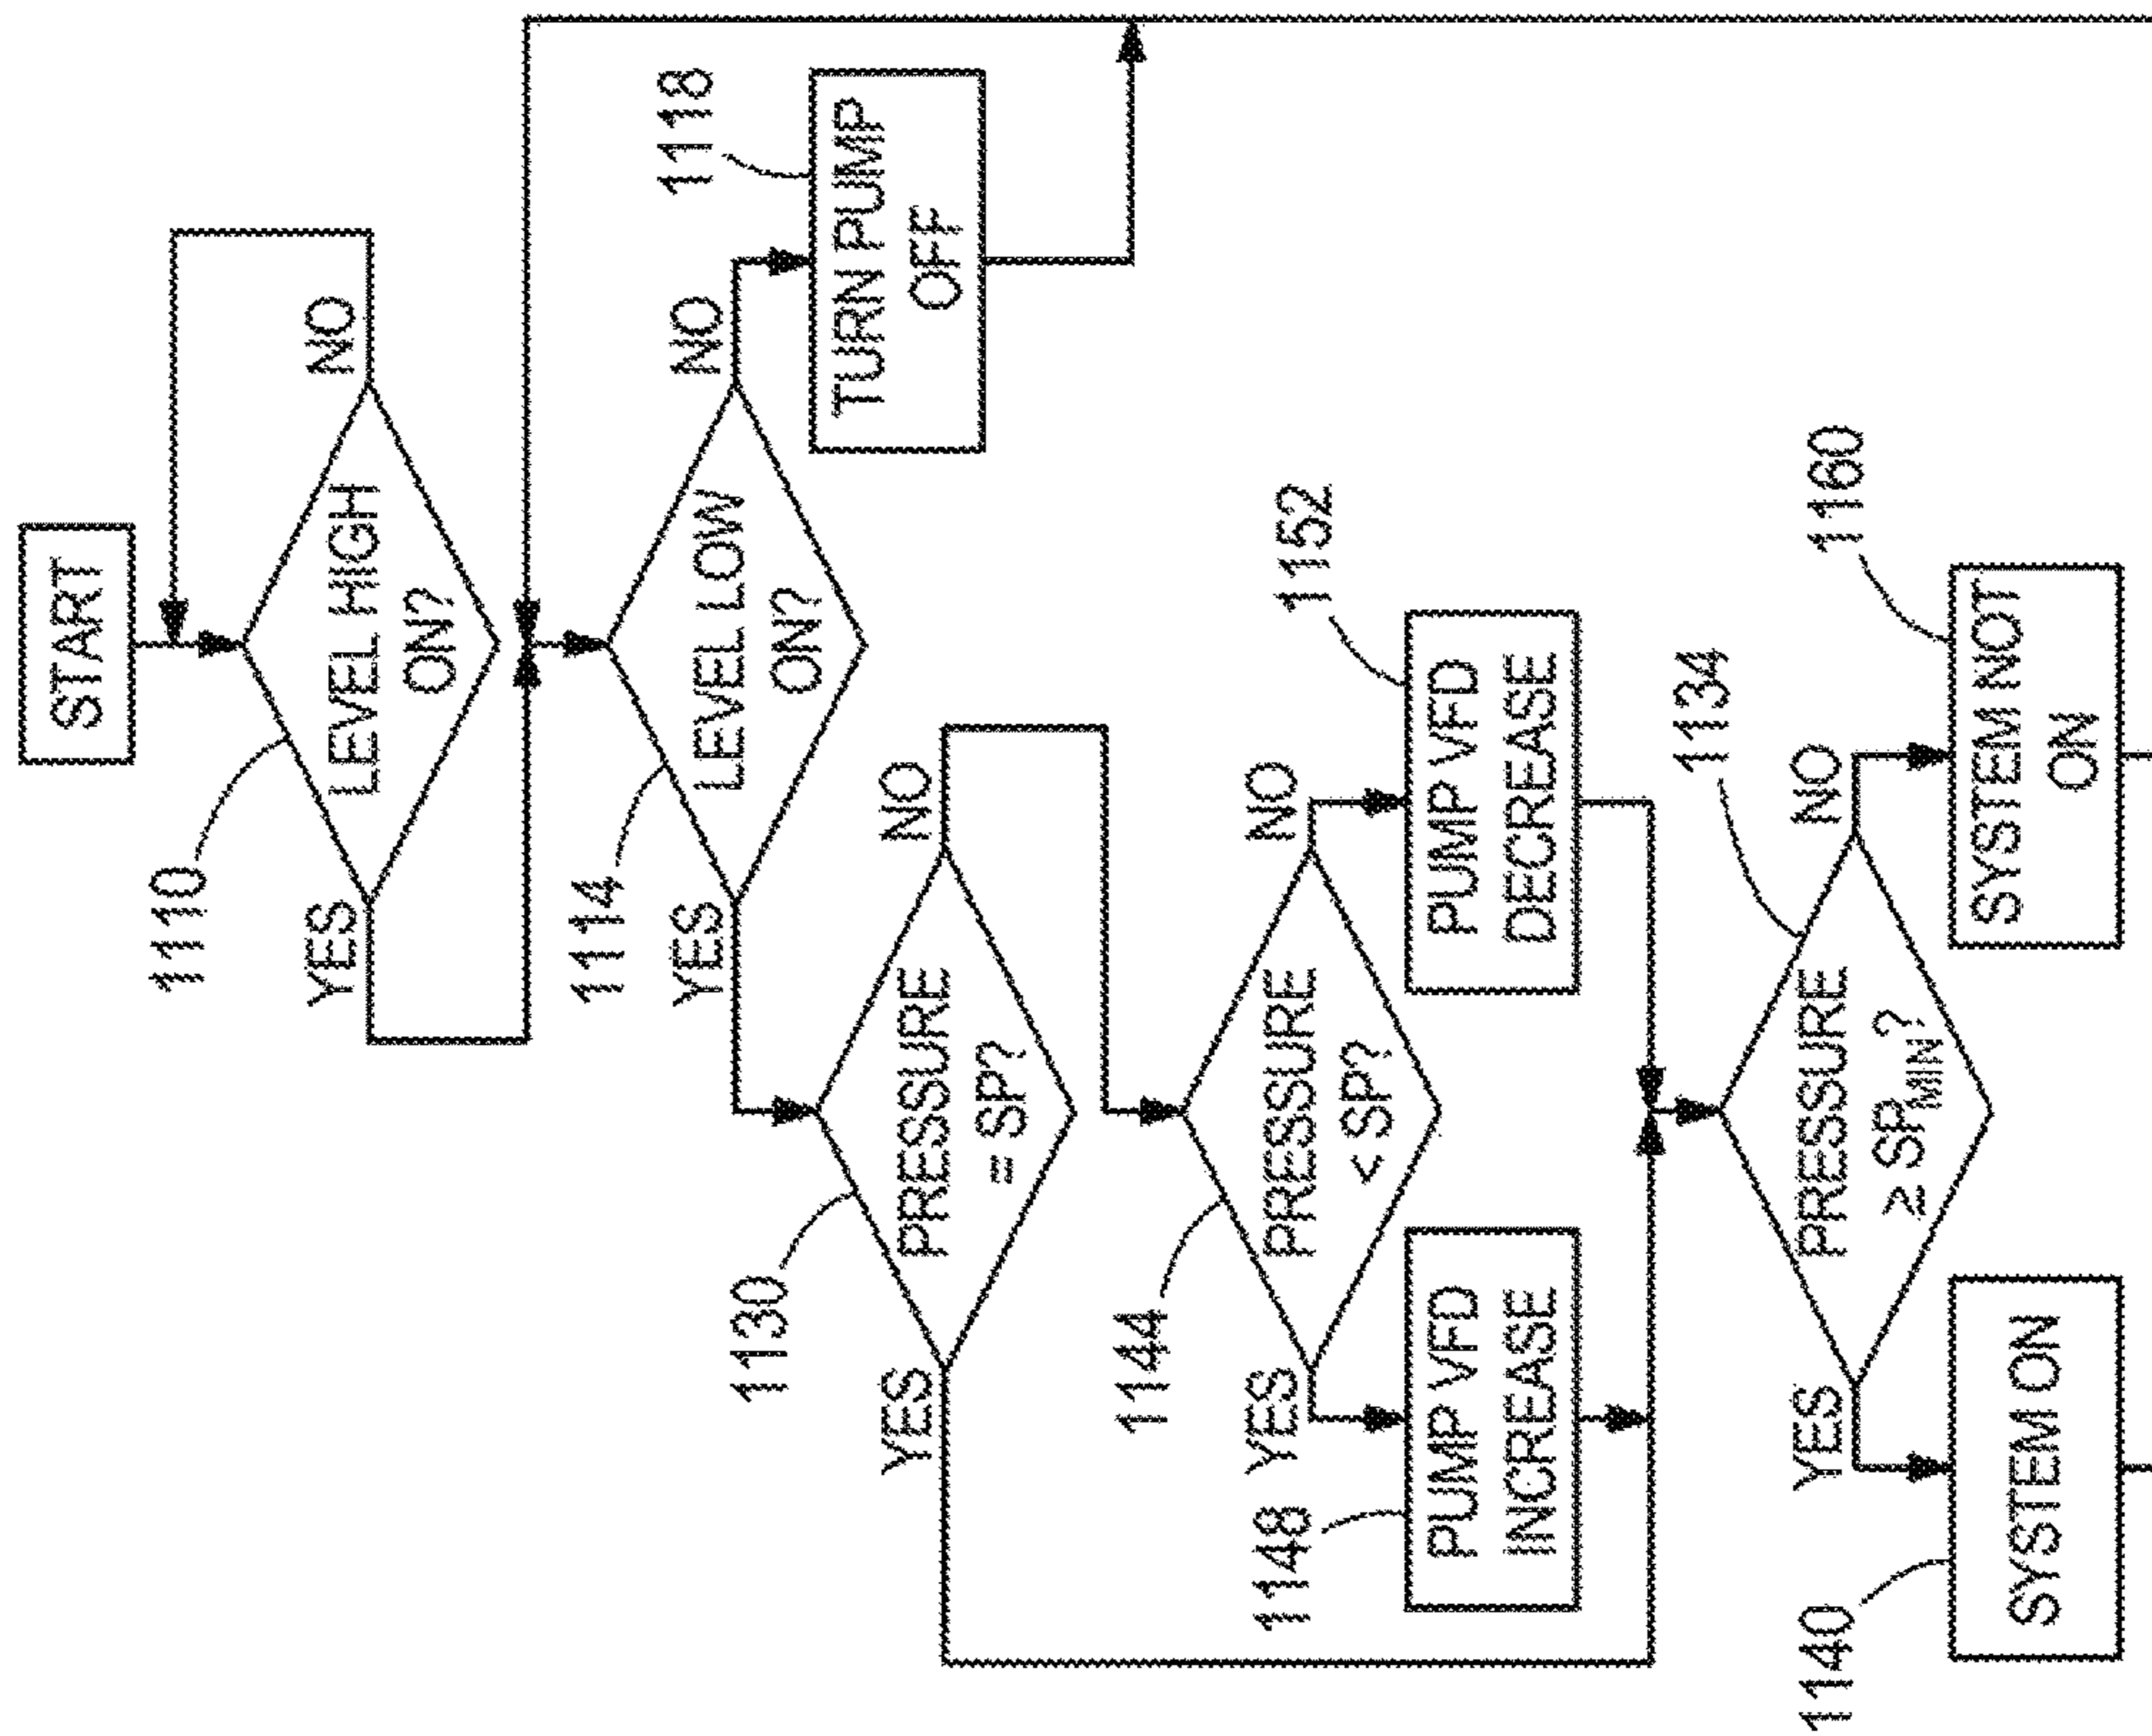 START
1110
LEVEL HIGH
ON?
YES
NO
1114
LEVEL LOW
ON?
YES
NO
1118
TURN PUMP
OFF
1130
PRESSURE
= SP?
YES
NO
1144
PRESSURE
< SP?
YES
NO
1148
PUMP VFD
INCREASE
1152
PUMP VFD
DECREASE
1134
PRESSURE
≥ SPMIN?
YES
NO
1140
SYSTEM ON
1160
SYSTEM NOT
ON